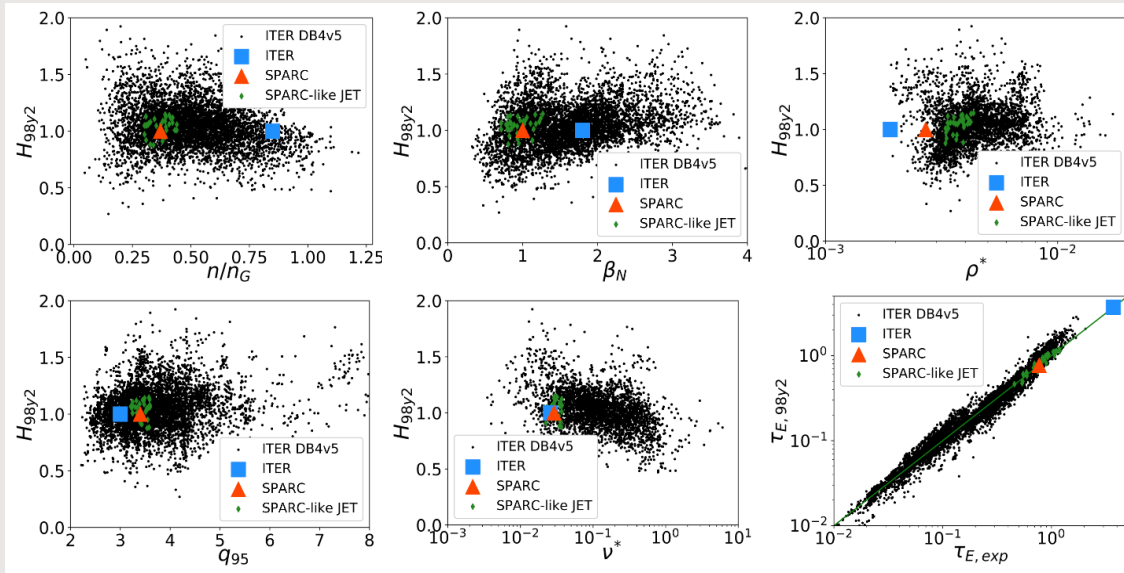 2.0
1.5
1.0
0.5
0.0
H98y2
ITER DB4v5
ITER
SPARC
SPARC-like JET
0.00 0.25 0.50 0.75 1.00 1.25
n/nG
2.0
1.5
1.0
0.5
0.0
H98y2
ITER DB4v5
ITER
SPARC
SPARC-like JET
0 1 2 3 4
βN
2.0
1.5
1.0
0.5
0.0
H98y2
ITER DB4v5
ITER
SPARC
SPARC-like JET
10−3 10−2
ρ*
2.0
1.5
1.0
0.5
0.0
H98y2
ITER DB4v5
ITER
SPARC
SPARC-like JET
2 3 4 5 6 7 8
q95
2.0
1.5
1.0
0.5
0.0
H98y2
ITER DB4v5
ITER
SPARC
SPARC-like JET
10−3 10−2 10−1 100 101
ν*
100
10−1
10−2
τE, 98y2
ITER DB4v5
ITER
SPARC
SPARC-like JET
10−2 10−1 100
τE, exp